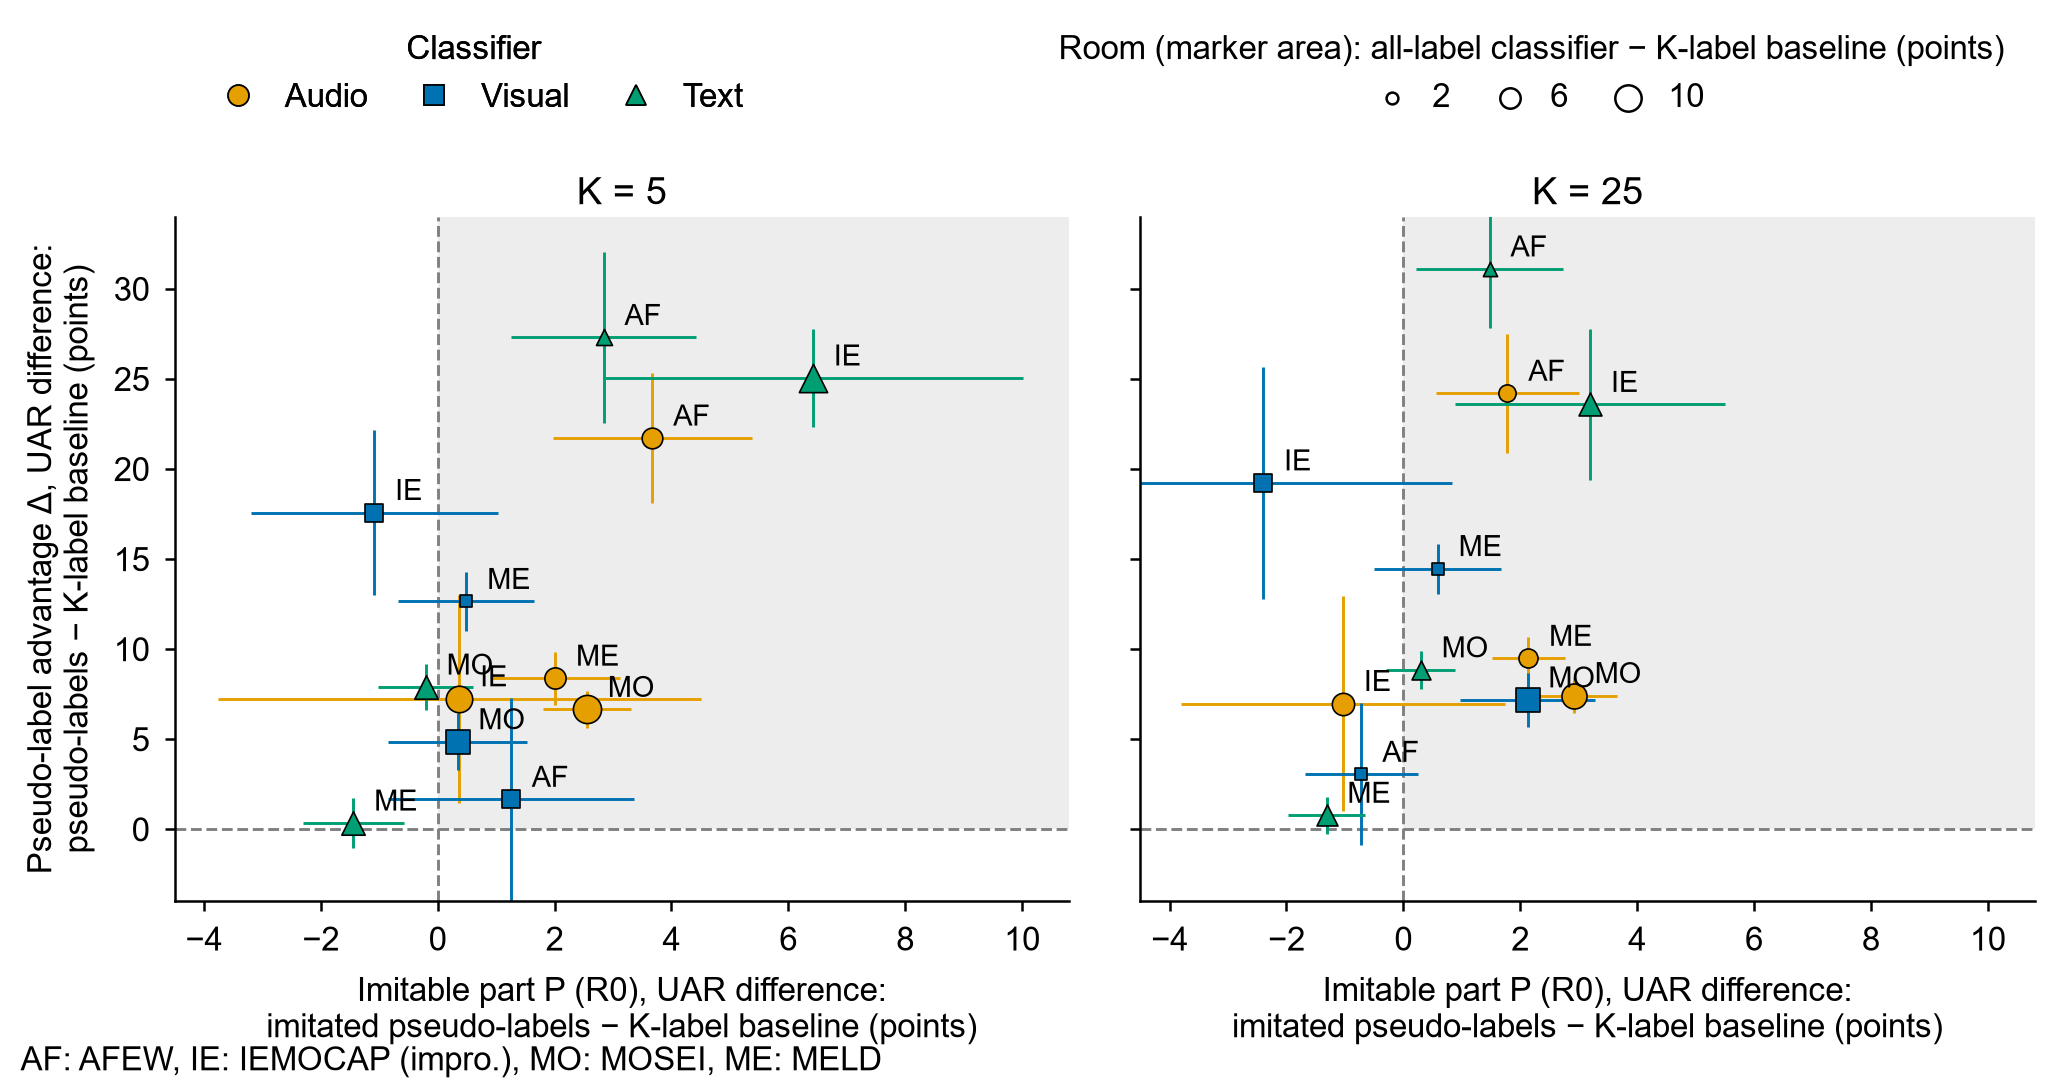 Classifier
Audio Visual Text
Room (marker area): all-label classifier − K-label baseline (points)
2 6 10
K = 5
Pseudo-label advantage Δ, UAR difference:
pseudo-labels − K-label baseline (points)
30
25
20
15
10
5
0
AF
IE
AF
IE
ME
MO
IE
ME
MO
MO
AF
ME
−4 −2 0 2 4 6 8 10
Imitable part P (R0), UAR difference:
imitated pseudo-labels − K-label baseline (points)
K = 25
AF
AF
IE
IE
ME
ME
MO
MO
MO
IE
AF
ME
−4 −2 0 2 4 6 8 10
Imitable part P (R0), UAR difference:
imitated pseudo-labels − K-label baseline (points)
AF: AFEW, IE: IEMOCAP (impro.), MO: MOSEI, ME: MELD